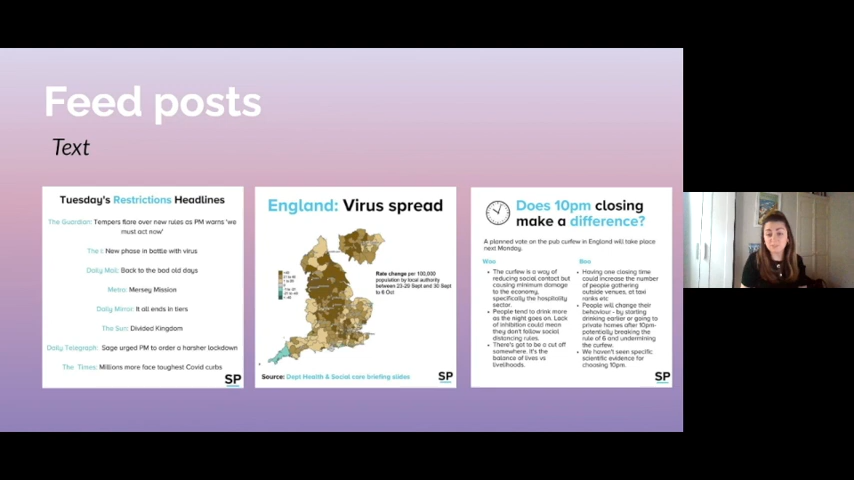 Feed posts
Text
Tuesday's Restrictions Headlines
The Guardian: Tempers flare over new rules as PM warns 'we
must act now'
The i: New phase in battle with virus
Daily Mail: Back to the bad old days
Metro: Mersey Mission
Daily Mirror: It all ends in tiers
The Sun: Divided Kingdom
Daily Telegraph: Sage urged PM to order a harsher lockdown
The Times: Millions more face toughest Covid curbs
SP
England: Virus spread
Rate change per 100,000
population by local authority
between 23-29 Sept and 30 Sept
to 6 Oct
Source: Dept Health & Social care briefing slides
SP
Does 10pm closing
make a difference?
A planned vote on the pub curfew in England will take place
next Monday.
Woo
• The curfew is a way of
reducing social contact but
causing minimum damage
to the economy,
specifically the hospitality
sector.
• People tend to drink more
as the night goes on. Lack
of inhibition could mean
they don't follow social
distancing rules.
• There's got to be a cut off
somewhere. It's the
balance of lives vs
livelihoods.
Boo
• Having one closing time
could increase the number
of people gathering
outside venues, at taxi
ranks etc
• People will change their
behaviour - by starting
drinking earlier or going to
private homes after 10pm-
potentially breaking the
rule of 6 and undermining
the curfew.
• We haven't seen specific
scientific evidence for
choosing 10pm.
SP